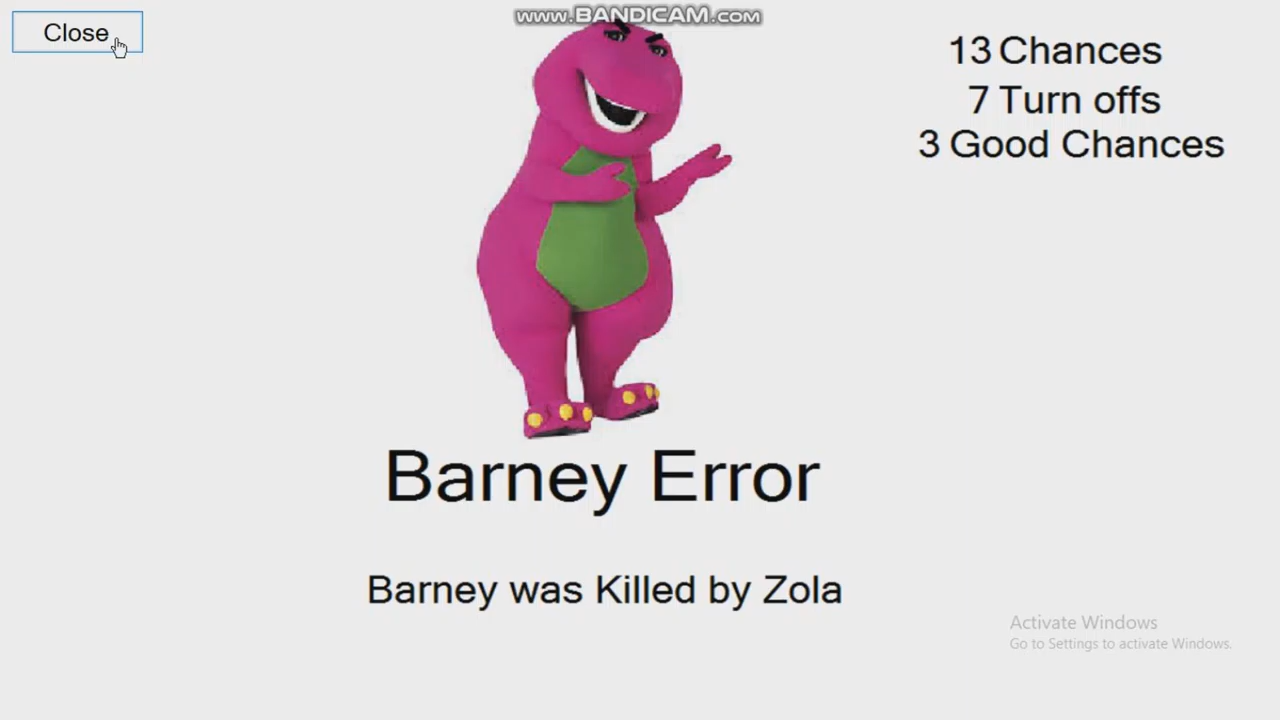 Close
www.BANDICAM.com
13 Chances
7 Turn offs
3 Good Chances
Barney Error
Barney was Killed by Zola
Activate Windows
Go to Settings to activate Windows.